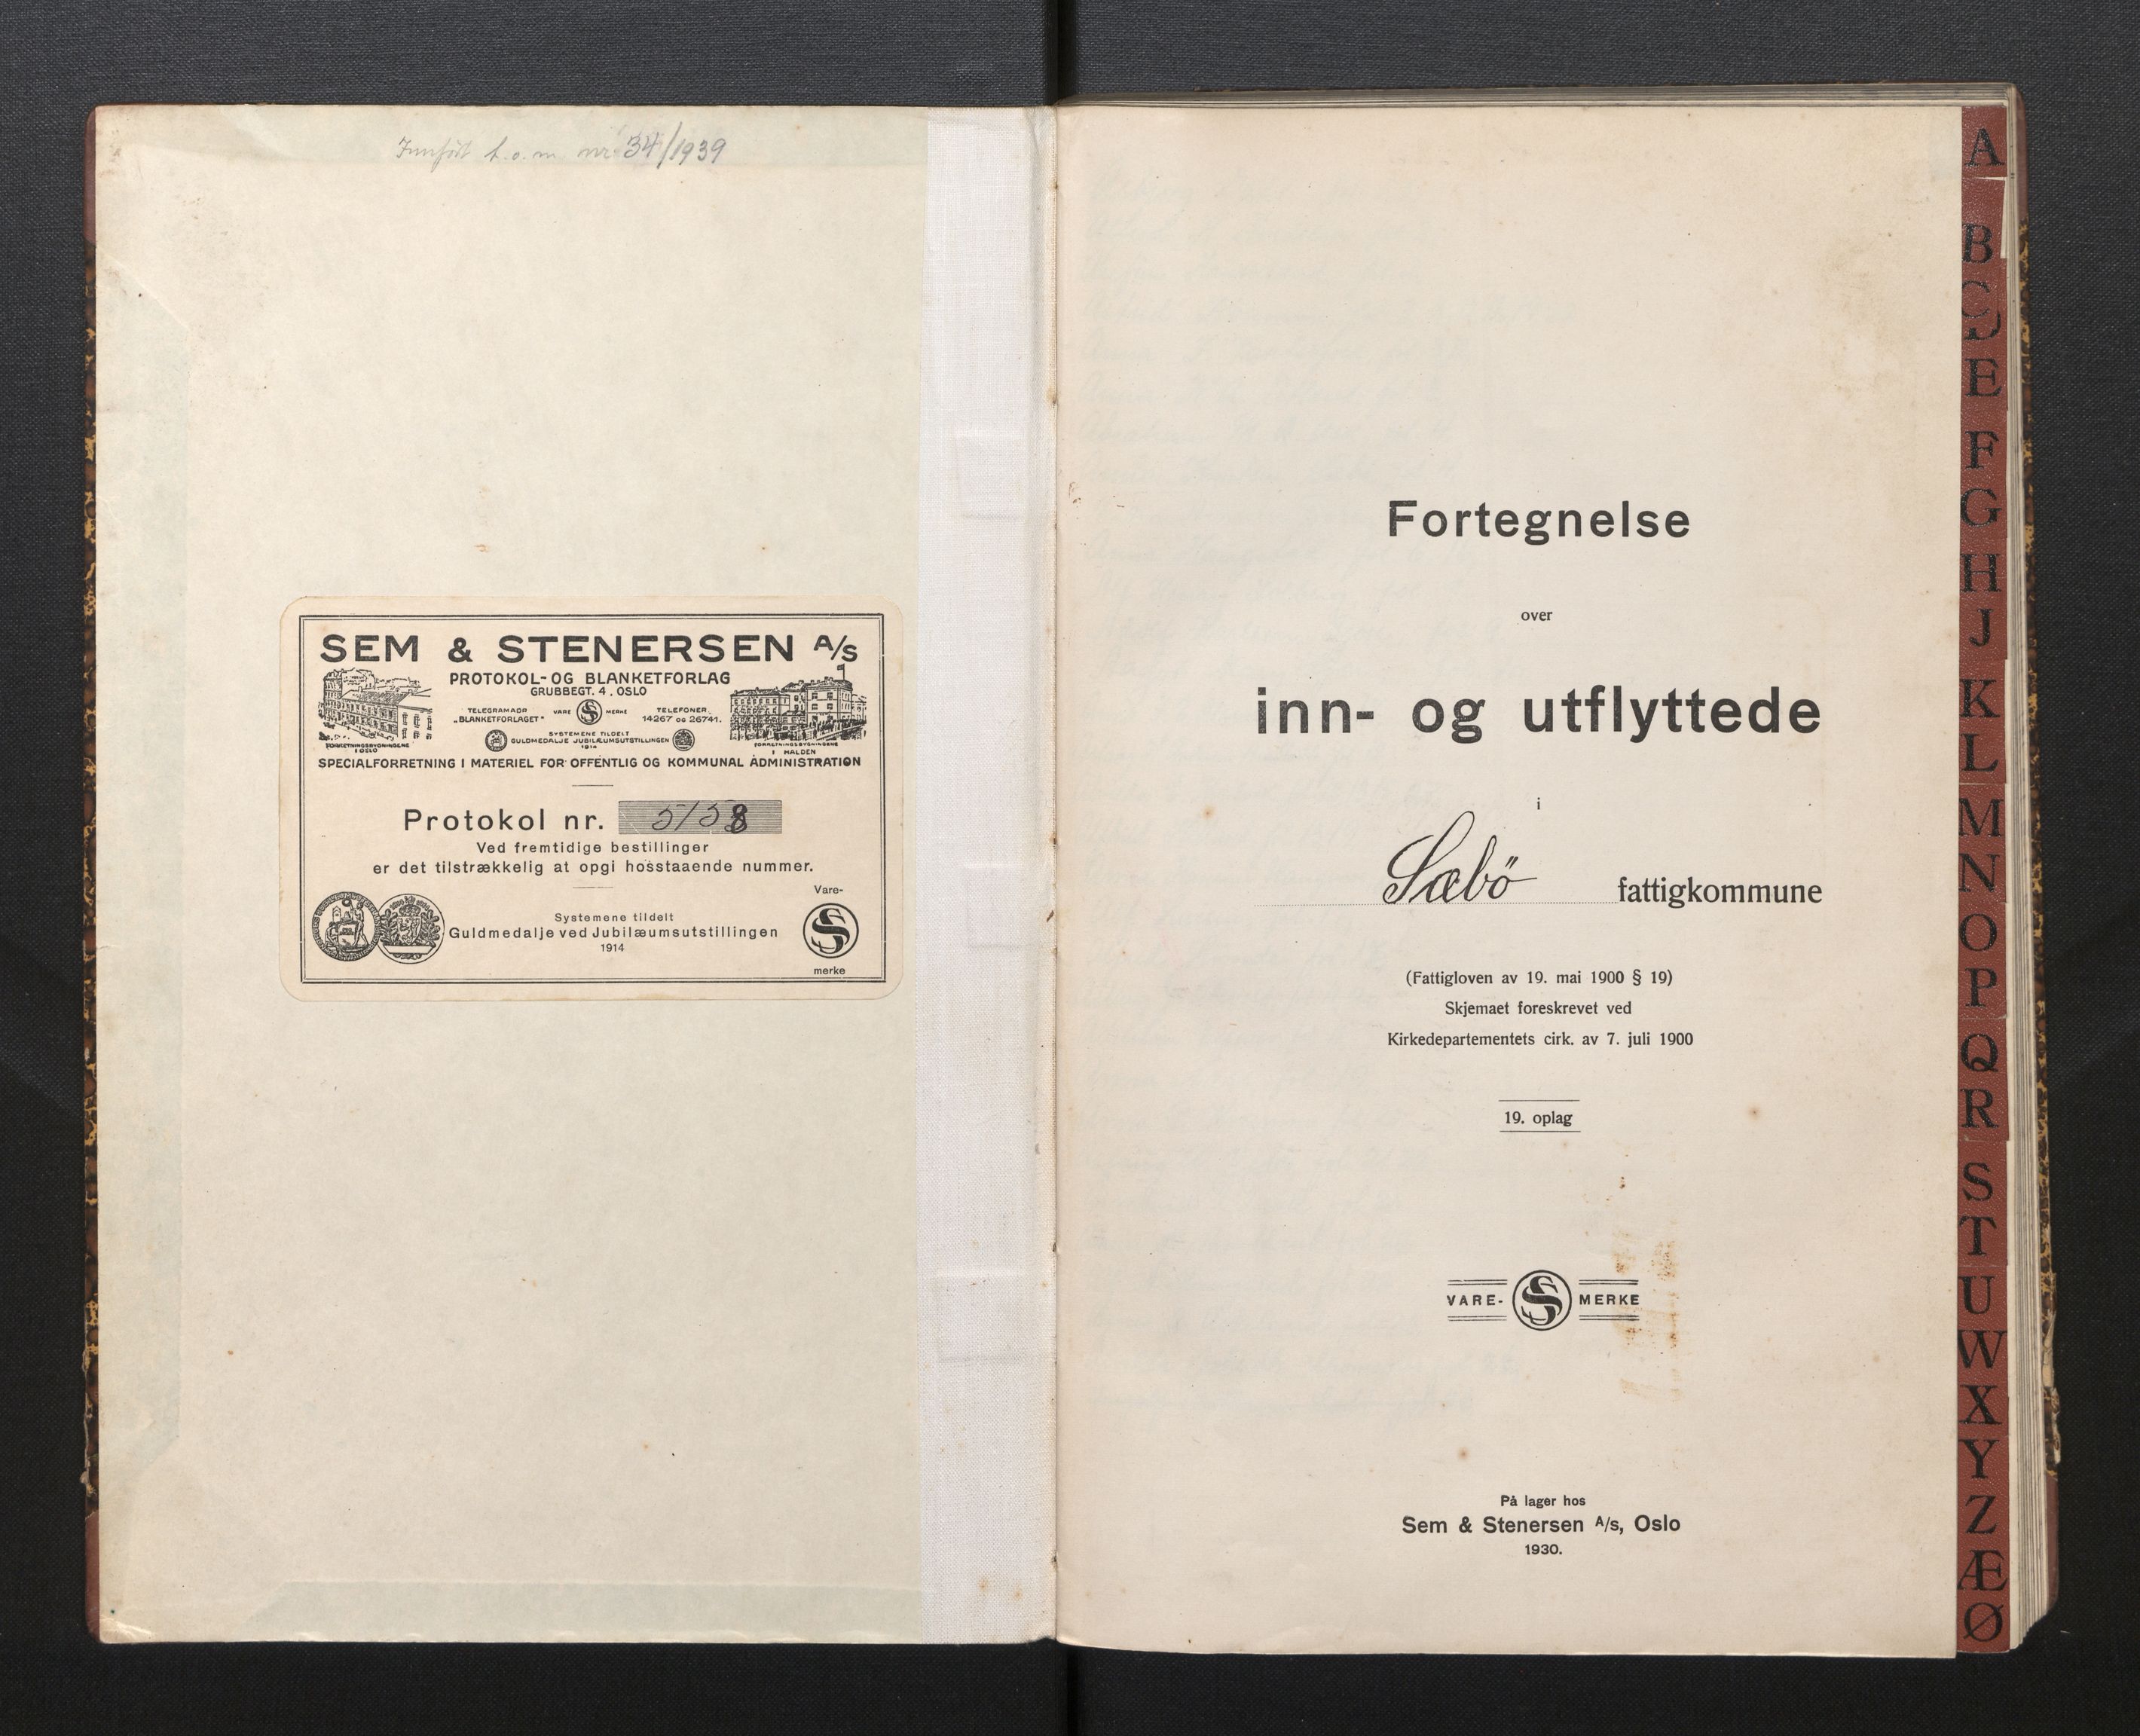 Innført t.o.m nr 34/1939
SEM & STENERSEN A/S
PROTOKOL- OG BLANKETFORLAG
GRUBBEGT. 4, OSLO
TELEGRAMADR
„BLANKETFORLAGET"
VARE
MERKE
TELEFONER
14267 OG 26741.
SYSTEMENE TILDELT
GULDMEDALJE JUBILÆUMSUTSTILLINGEN
1914
FORRETNINGSBYGNINGENE
I OSLO
FORRETNINGSBYGNINGENE
I HALDEN
SPECIALFORRETNING I MATERIEL FOR OFFENTLIG OG KOMMUNAL ADMINISTRATION
Protokol nr. 5158
Ved fremtidige bestillinger
er det tilstrækkelig at opgi hosstaaende nummer.
Systemene tildelt
Guldmedalje ved Jubilæumsutstillingen
1914
Vare-
merke
Fortegnelse
over
inn- og utflyttede
i
Sæbö fattigkommune
(Fattigloven av 19. mai 1900 § 19)
Skjemaet foreskrevet ved
Kirkedepartementets cirk. av 7. juli 1900
19. oplag
VARE- MERKE
På lager hos
Sem & Stenersen A/s, Oslo
1930.
A
B
C
D
E
F
G
H
J
K
L
M
N
O
P
Q
R
S
T
U
W
X
Y
Z
Æ
Ø